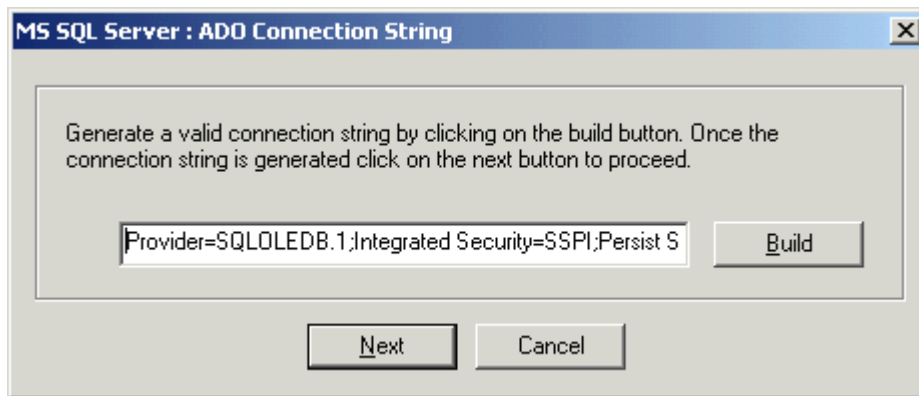 MS SQL Server : ADO Connection String
Generate a valid connection string by clicking on the build button. Once the
connection string is generated click on the next button to proceed.
Provider=SQLOLEDB.1;Integrated Security=SSPI;Persist S
Build
Next
Cancel